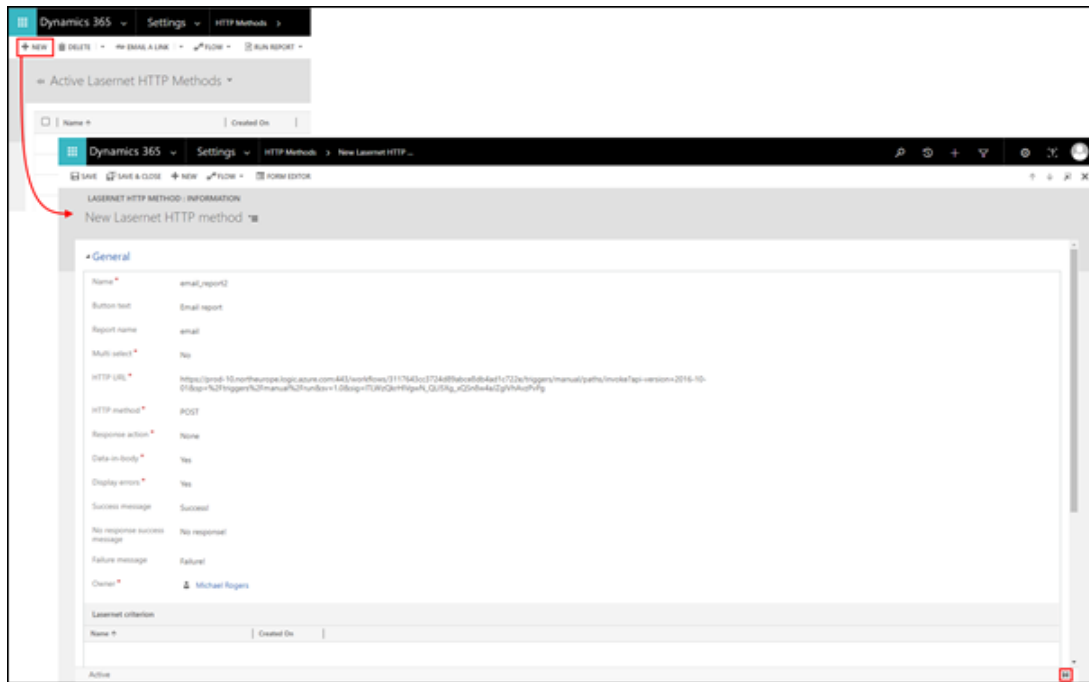 Dynamics 365 Settings HTTP Methods
NEW DELETE EMAIL A LINK FLOW RUN REPORT
Active Lasernet HTTP Methods
Name Created On
Dynamics 365 Settings HTTP Methods New Lasernet HTTP ...
SAVE SAVE & CLOSE NEW FLOW FORM EDITOR
LASERNET HTTP METHOD : INFORMATION
New Lasernet HTTP method
General
Name * email_report2
Button text Email report
Report name email
Multi-select * No
HTTP URL *
HTTP method * POST
Response action * None
Data-in-body * Yes
Display errors * Yes
Success message Success!
No response success No response!
message
Failure message Failure!
Owner * Michael Rogers
Lasernet criterion
Name Created On
Active